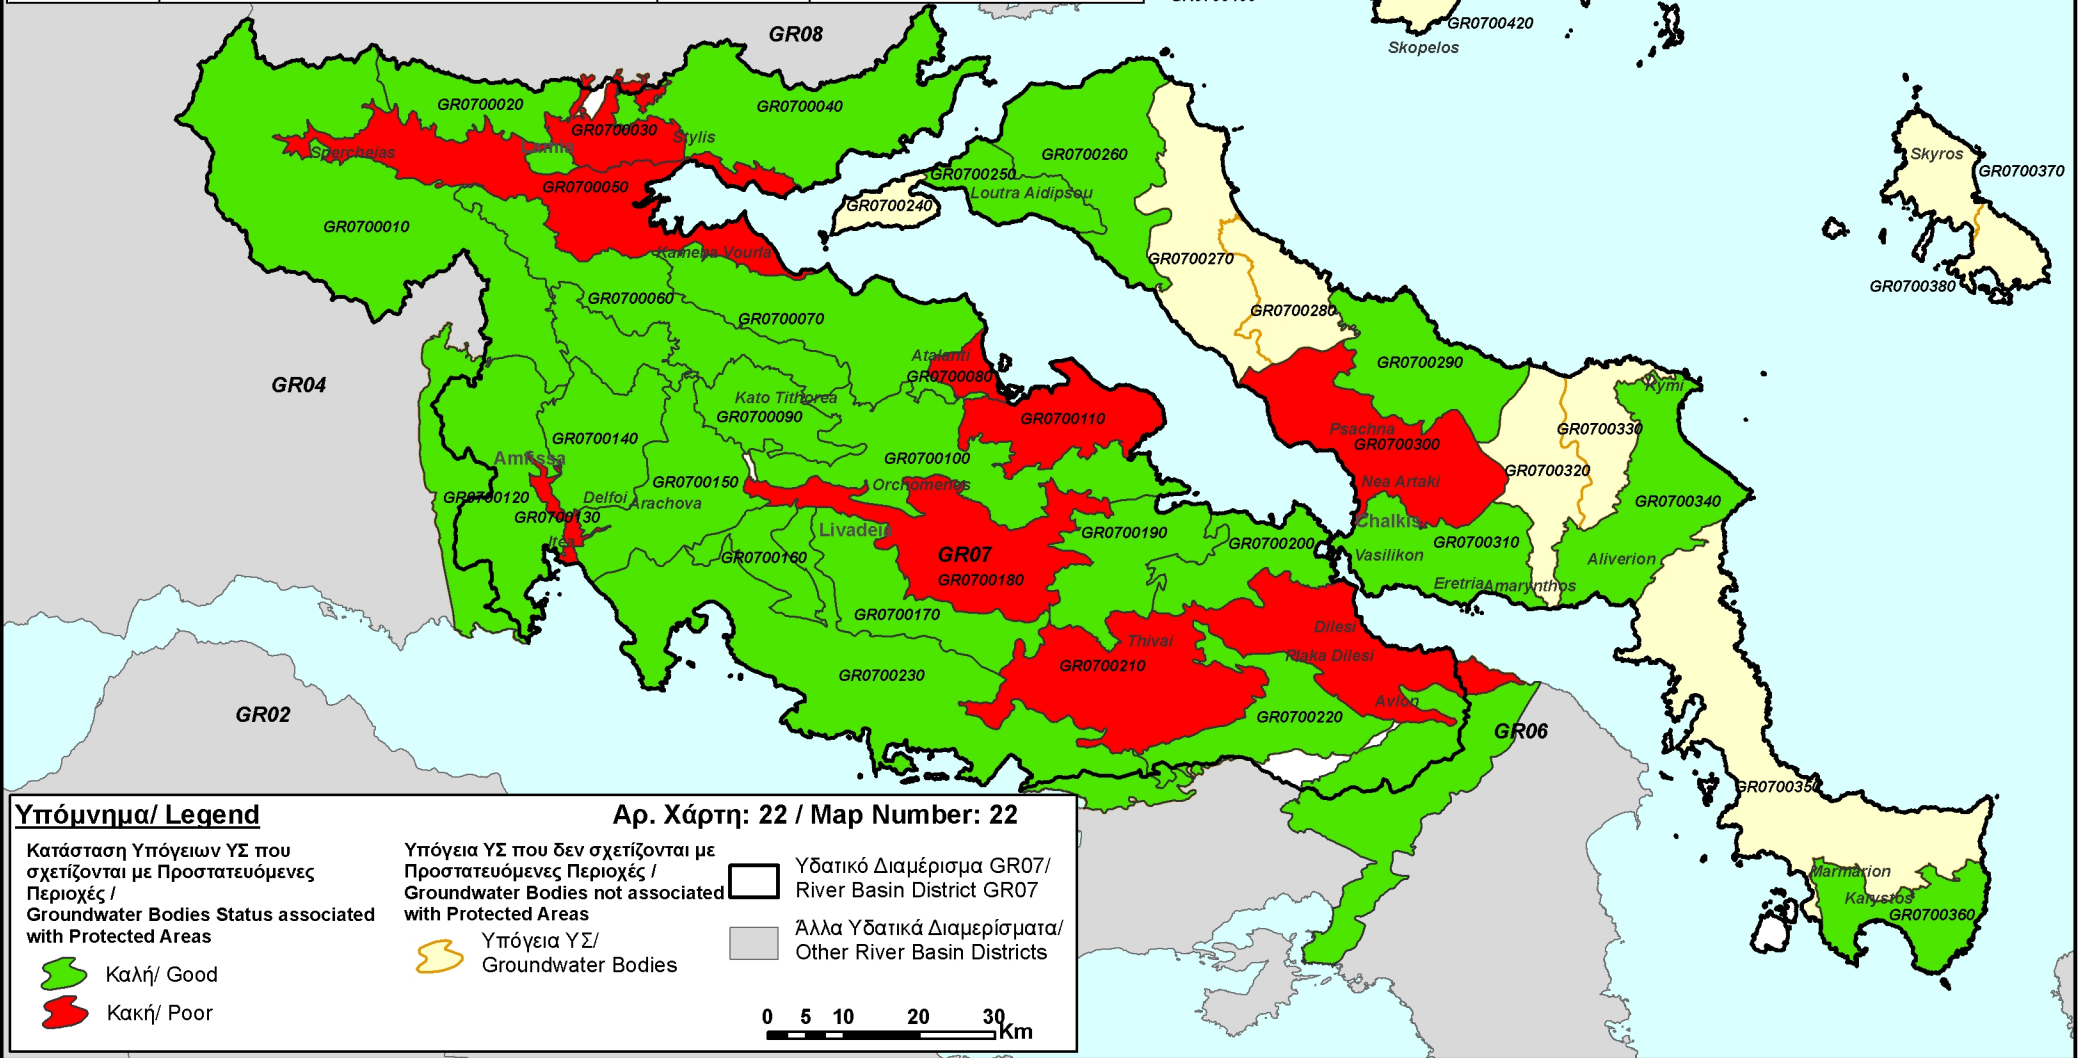 GR0700420
Skopelos
GR08
GR0700020
GR0700040
GR0700030
Stylis
Lamia
Spercheias
GR0700050
GR0700010
Kamena Vourla
GR0700060
GR0700070
GR0700240
GR0700250
GR0700260
Loutra Aidipsou
GR0700270
GR0700280
Skyros
GR0700370
GR0700380
GR04
Atalanti
GR0700080
Kato Tithorea
GR0700090
GR0700110
GR0700290
Kymi
GR0700140
GR0700100
Psachna
GR0700300
GR0700330
Amfissa
GR0700120
GR0700150
Orchomenos
Nea Artaki
GR0700320
Delfoi
Arachova
GR0700340
GR0700130
Itea
Livadeia
GR0700190
GR0700200
Chalkis
GR0700310
GR07
GR0700160
GR0700180
Vasilikon
Aliverion
Eretria
Amarynthos
GR0700170
Thivai
Dilesi
GR0700210
Plaka Dilesi
GR0700230
Avlon
GR0700220
GR02
GR06
GR0700350
Marmarion
Karystos
GR0700360
Υπόμνημα/ Legend
Αρ. Χάρτη: 22 / Map Number: 22
Κατάσταση Υπόγειων ΥΣ που
σχετίζονται με Προστατευόμενες
Περιοχές /
Groundwater Bodies Status associated
with Protected Areas
Καλή/ Good
Κακή/ Poor
Υπόγεια ΥΣ που δεν σχετίζονται με
Προστατευόμενες Περιοχές /
Groundwater Bodies not associated
with Protected Areas
Υπόγεια ΥΣ/
Groundwater Bodies
Υδατικό Διαμέρισμα GR07/
River Basin District GR07
Άλλα Υδατικά Διαμερίσματα/
Other River Basin Districts
0 5 10 20 30
Km